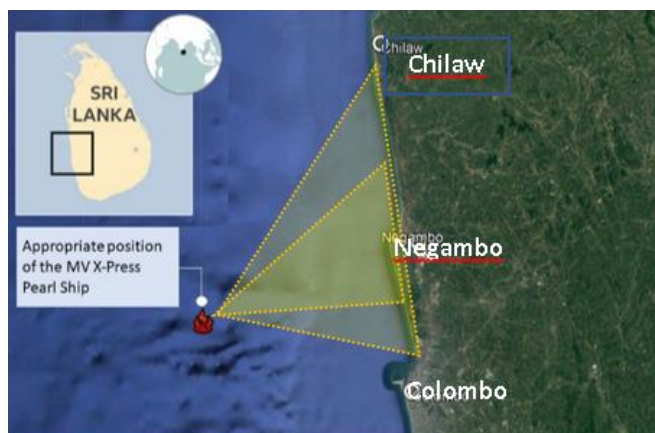 SRI
LANKA
Chilaw
Chilaw
Appropriate position
of the MV X-Press
Pearl Ship
Negambo
Negambo
Colombo